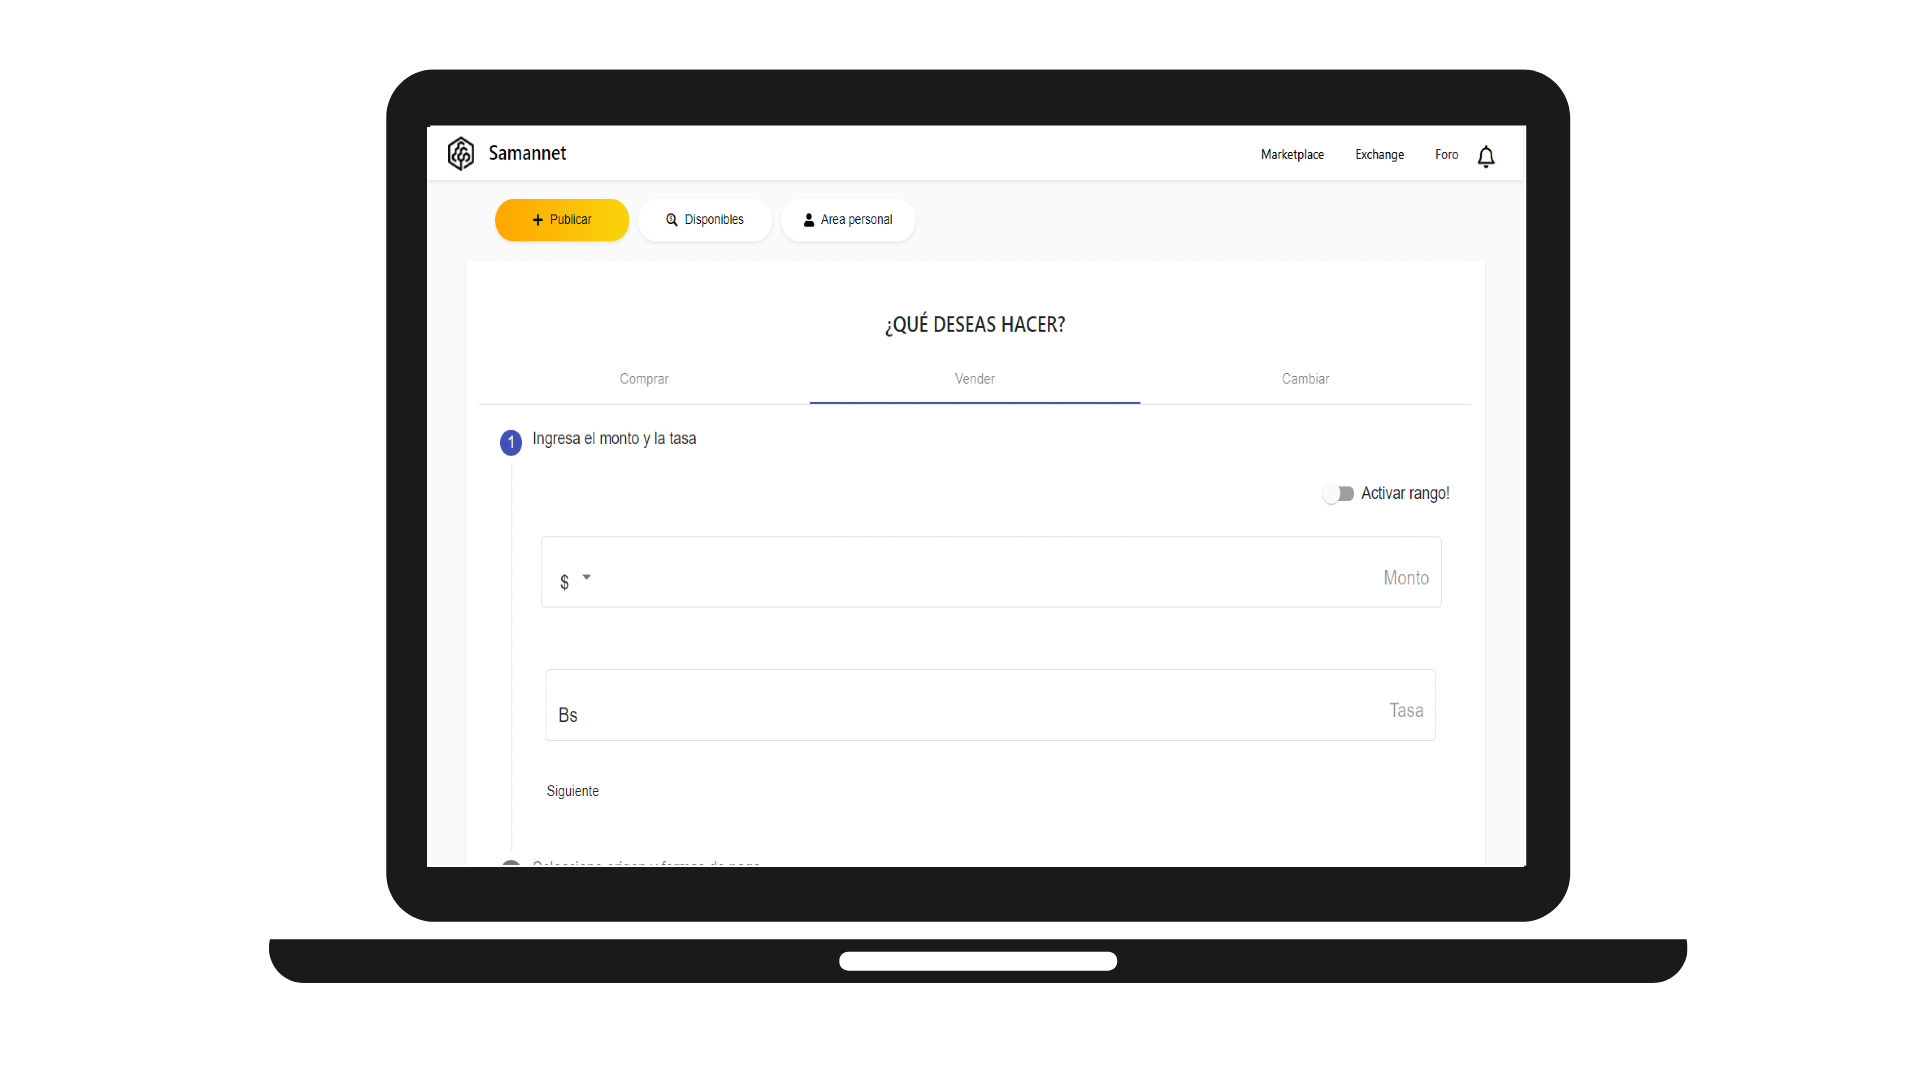 Samannet
Marketplace Exchange Foro
+ Publicar Disponibles Area personal
¿QUÉ DESEAS HACER?
Comprar Vender Cambiar
1 Ingresa el monto y la tasa
Activar rango!
$ Monto
Bs Tasa
Siguiente